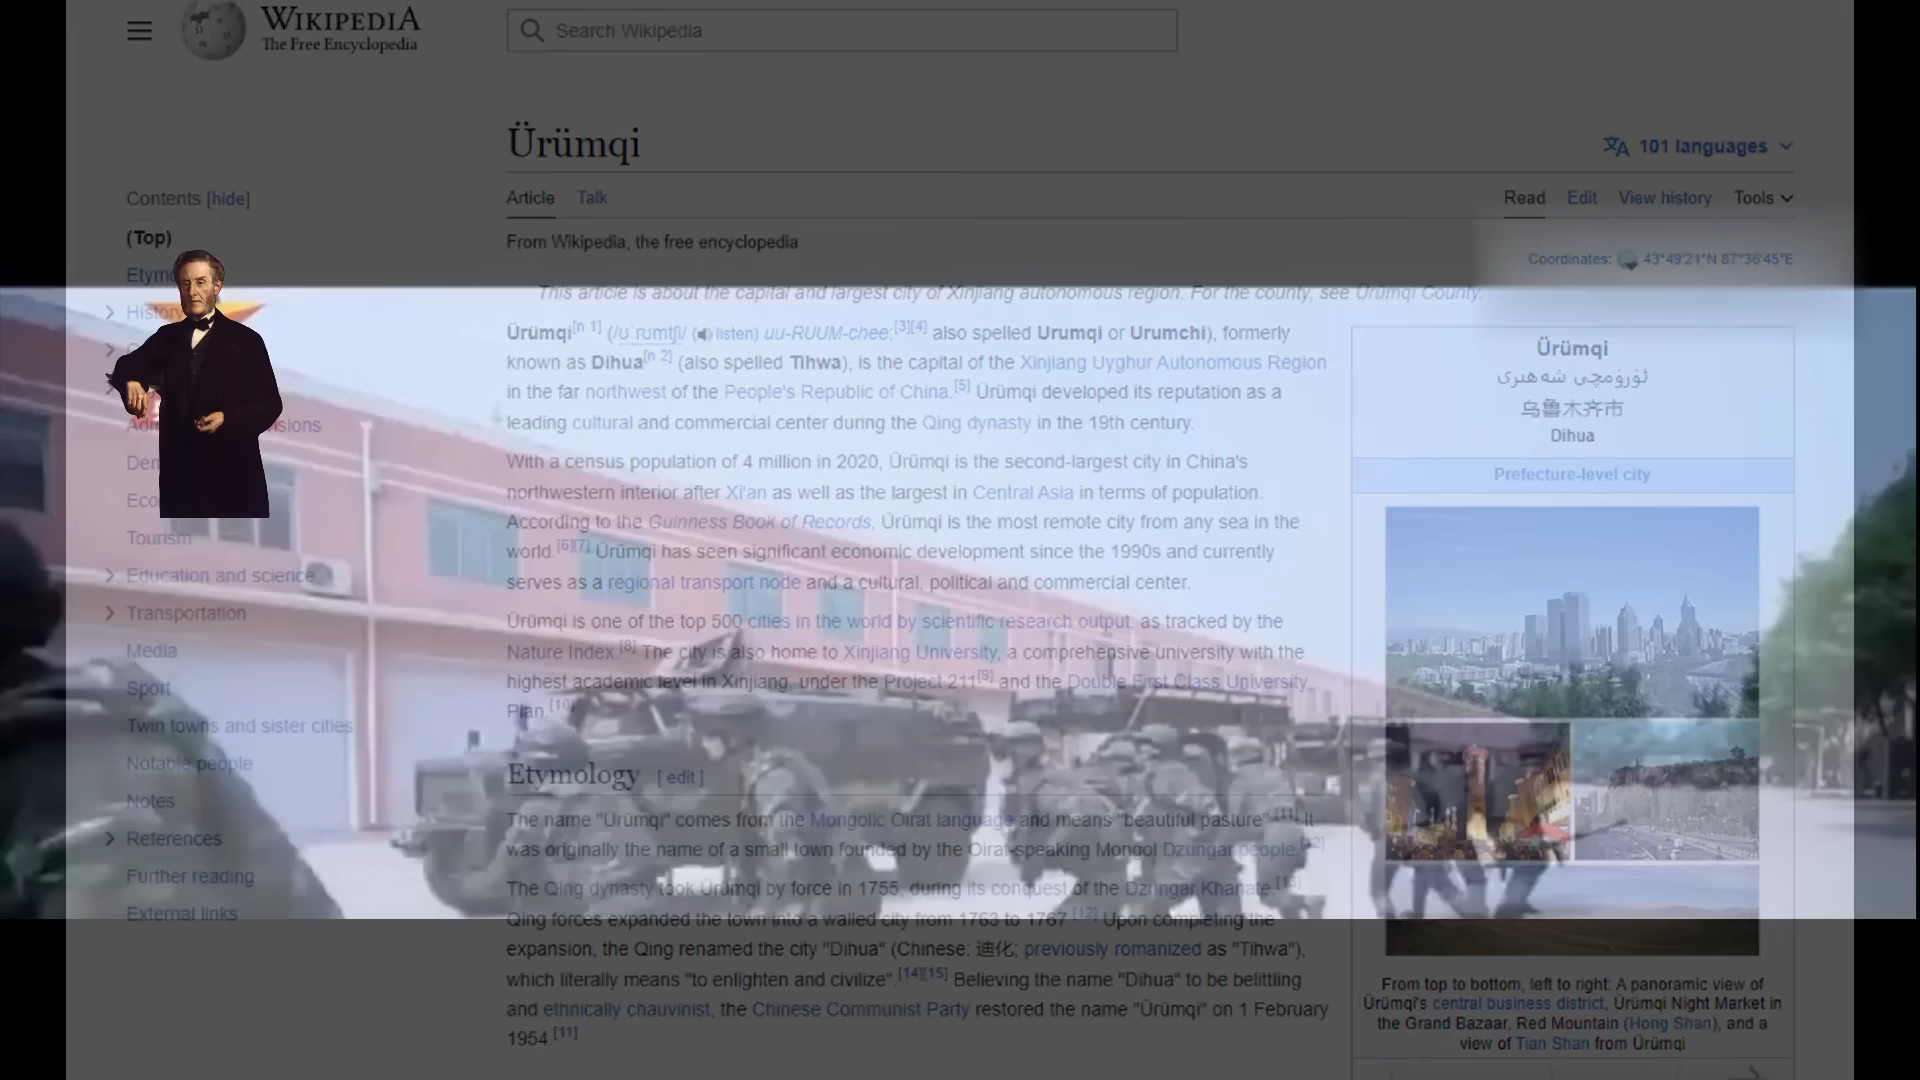 WIKIPEDIA
The Free Encyclopedia
Search Wikipedia
Ürümqi
101 languages
Contents [hide]
Article Talk
Read Edit View history Tools
(Top)
From Wikipedia, the free encyclopedia
Coordinates: 43°49′21″N 87°36′45″E
History
Tourism
Education and science
Transportation
Media
Sport
Twin towns and sister cities
Notable people
Notes
References
Further reading
External links
This article is about the capital and largest city of Xinjiang autonomous region. For the county, see Ürümqi County.
Ürümqi[n 1] (/ʊˈrʊmtʃi/ (listen) uu-RUUM-chee;[3][4] also spelled Urumqi or Urumchi), formerly
known as Dihua[n 2] (also spelled Tihwa), is the capital of the Xinjiang Uyghur Autonomous Region
in the far northwest of the People's Republic of China.[5] Ürümqi developed its reputation as a
leading cultural and commercial center during the Qing dynasty in the 19th century.
With a census population of 4 million in 2020, Ürümqi is the second-largest city in China's
northwestern interior after Xi'an as well as the largest in Central Asia in terms of population.
According to the Guinness Book of Records, Ürümqi is the most remote city from any sea in the
world.[6][7] Ürümqi has seen significant economic development since the 1990s and currently
serves as a regional transport node and a cultural, political and commercial center.
Ürümqi is one of the top 500 cities in the world by scientific research output, as tracked by the
Nature Index.[8] The city is also home to Xinjiang University, a comprehensive university with the
highest academic level in Xinjiang, under the Project 211[9] and the Double First Class University
Plan.[10]
Etymology [ edit ]
The name "Ürümqi" comes from the Mongolic Oirat language and means "beautiful pasture".[11] It
was originally the name of a small town founded by the Oirat-speaking Mongol Dzungar people.[12]
The Qing dynasty took Ürümqi by force in 1755, during its conquest of the Dzungar Khanate.[13]
Qing forces expanded the town into a walled city from 1763 to 1767.[12] Upon completing the
expansion, the Qing renamed the city "Dihua" (Chinese: 迪化; previously romanized as "Tihwa"),
which literally means "to enlighten and civilize".[14][15] Believing the name "Dihua" to be belittling
and ethnically chauvinist, the Chinese Communist Party restored the name "Ürümqi" on 1 February
1954.[11]
Ürümqi
ئۈرۈمچى شەھىرى
乌鲁木齐市
Dihua
Prefecture-level city
From top to bottom, left to right: A panoramic view of
Ürümqi's central business district, Ürümqi Night Market in
the Grand Bazaar, Red Mountain (Hong Shan), and a
view of Tian Shan from Ürümqi